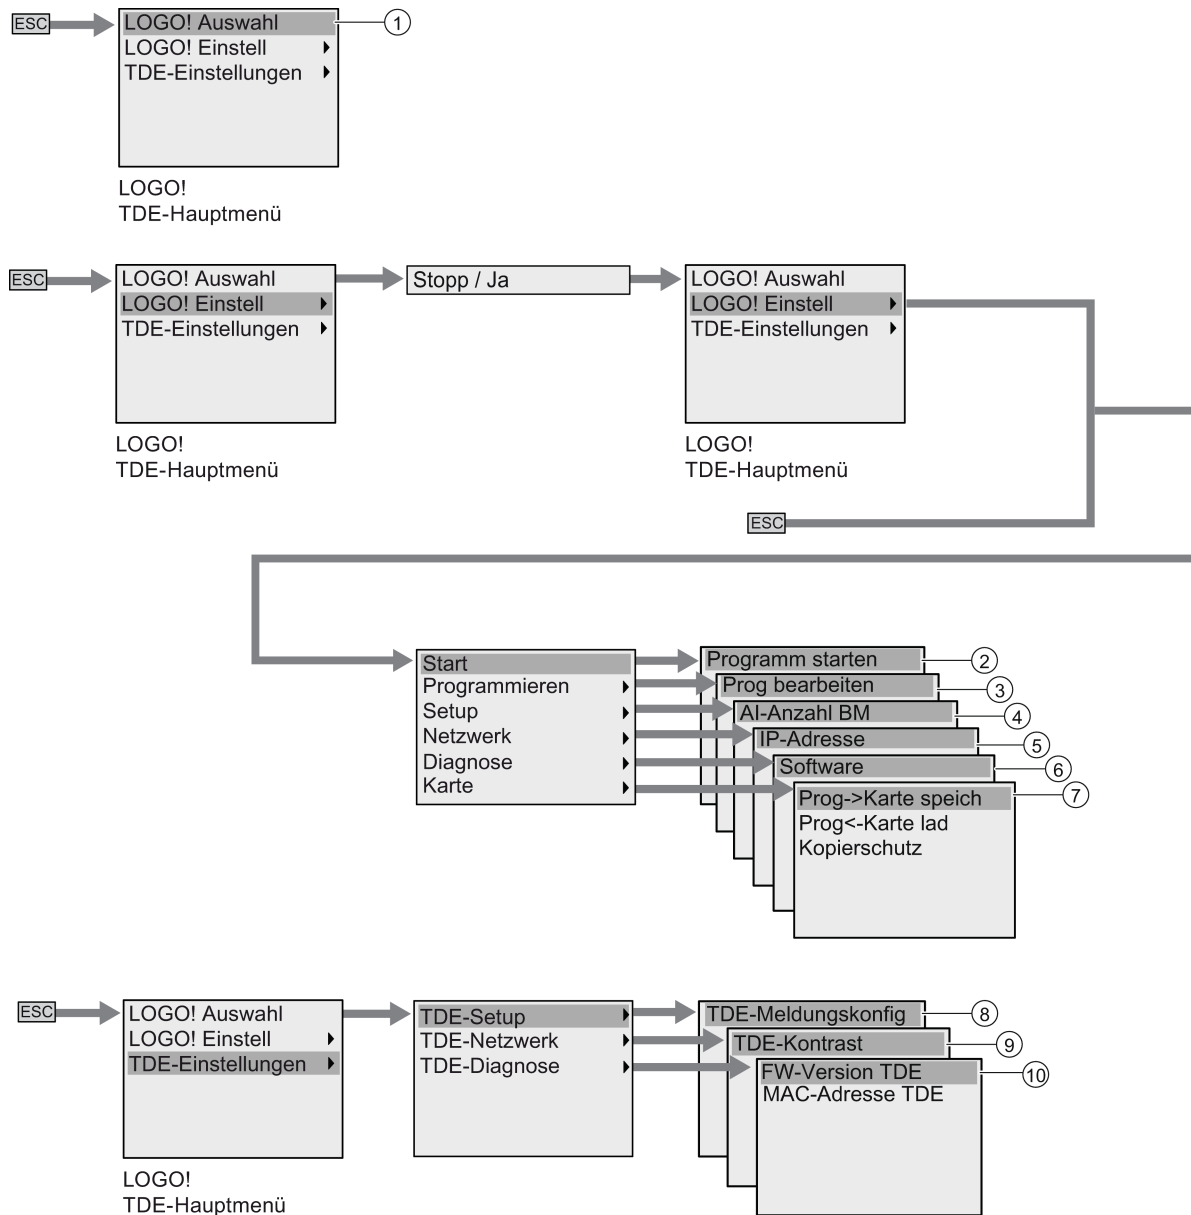 ESC
LOGO! Auswahl
1
LOGO! Einstell
TDE-Einstellungen
LOGO!
TDE-Hauptmenü
ESC
LOGO! Auswahl
LOGO! Einstell
TDE-Einstellungen
LOGO!
TDE-Hauptmenü
Stopp / Ja
LOGO! Auswahl
LOGO! Einstell
TDE-Einstellungen
LOGO!
TDE-Hauptmenü
ESC
Start
Programmieren
Setup
Netzwerk
Diagnose
Karte
Programm starten
2
Prog bearbeiten
3
AI-Anzahl BM
4
IP-Adresse
5
Software
6
Prog->Karte speich
7
Prog<-Karte lad
Kopierschutz
ESC
LOGO! Auswahl
LOGO! Einstell
TDE-Einstellungen
LOGO!
TDE-Hauptmenü
TDE-Setup
TDE-Netzwerk
TDE-Diagnose
TDE-Meldungskonfig
8
TDE-Kontrast
9
FW-Version TDE
10
MAC-Adresse TDE